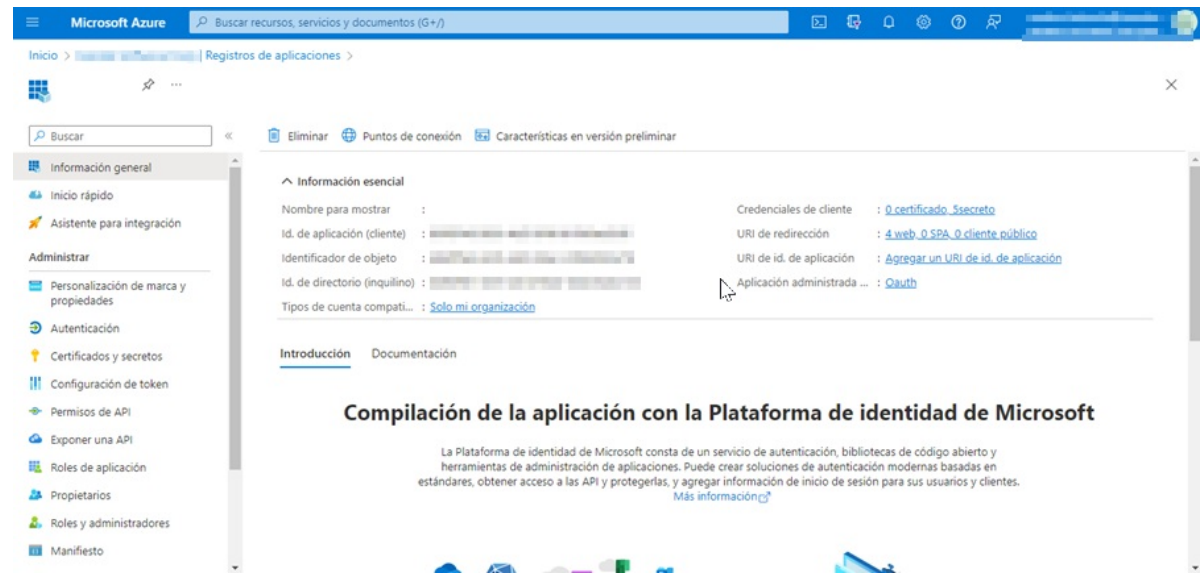 Microsoft Azure
Buscar recursos, servicios y documentos (G+/)
Inicio >
Registros de aplicaciones >
Buscar
Eliminar
Puntos de conexión
Características en versión preliminar
Información general
Inicio rápido
Asistente para integración
Administrar
Personalización de marca y
propiedades
Autenticación
Certificados y secretos
Configuración de token
Permisos de API
Exponer una API
Roles de aplicación
Propietarios
Roles y administradores
Manifiesto
Información esencial
Nombre para mostrar :
Id. de aplicación (cliente) :
Identificador de objeto :
Id. de directorio (inquilino) :
Tipos de cuenta compati... : Solo mi organización
Credenciales de cliente : 0 certificado, 5secreto
URI de redirección : 4 web, 0 SPA, 0 cliente público
URI de id. de aplicación : Agregar un URI de id. de aplicación
Aplicación administrada ... : Oauth
Introducción Documentación
Compilación de la aplicación con la Plataforma de identidad de Microsoft
La Plataforma de identidad de Microsoft consta de un servicio de autenticación, bibliotecas de código abierto y
herramientas de administración de aplicaciones. Puede crear soluciones de autenticación modernas basadas en
estándares, obtener acceso a las API y protegerlas, y agregar información de inicio de sesión para sus usuarios y clientes.
Más información